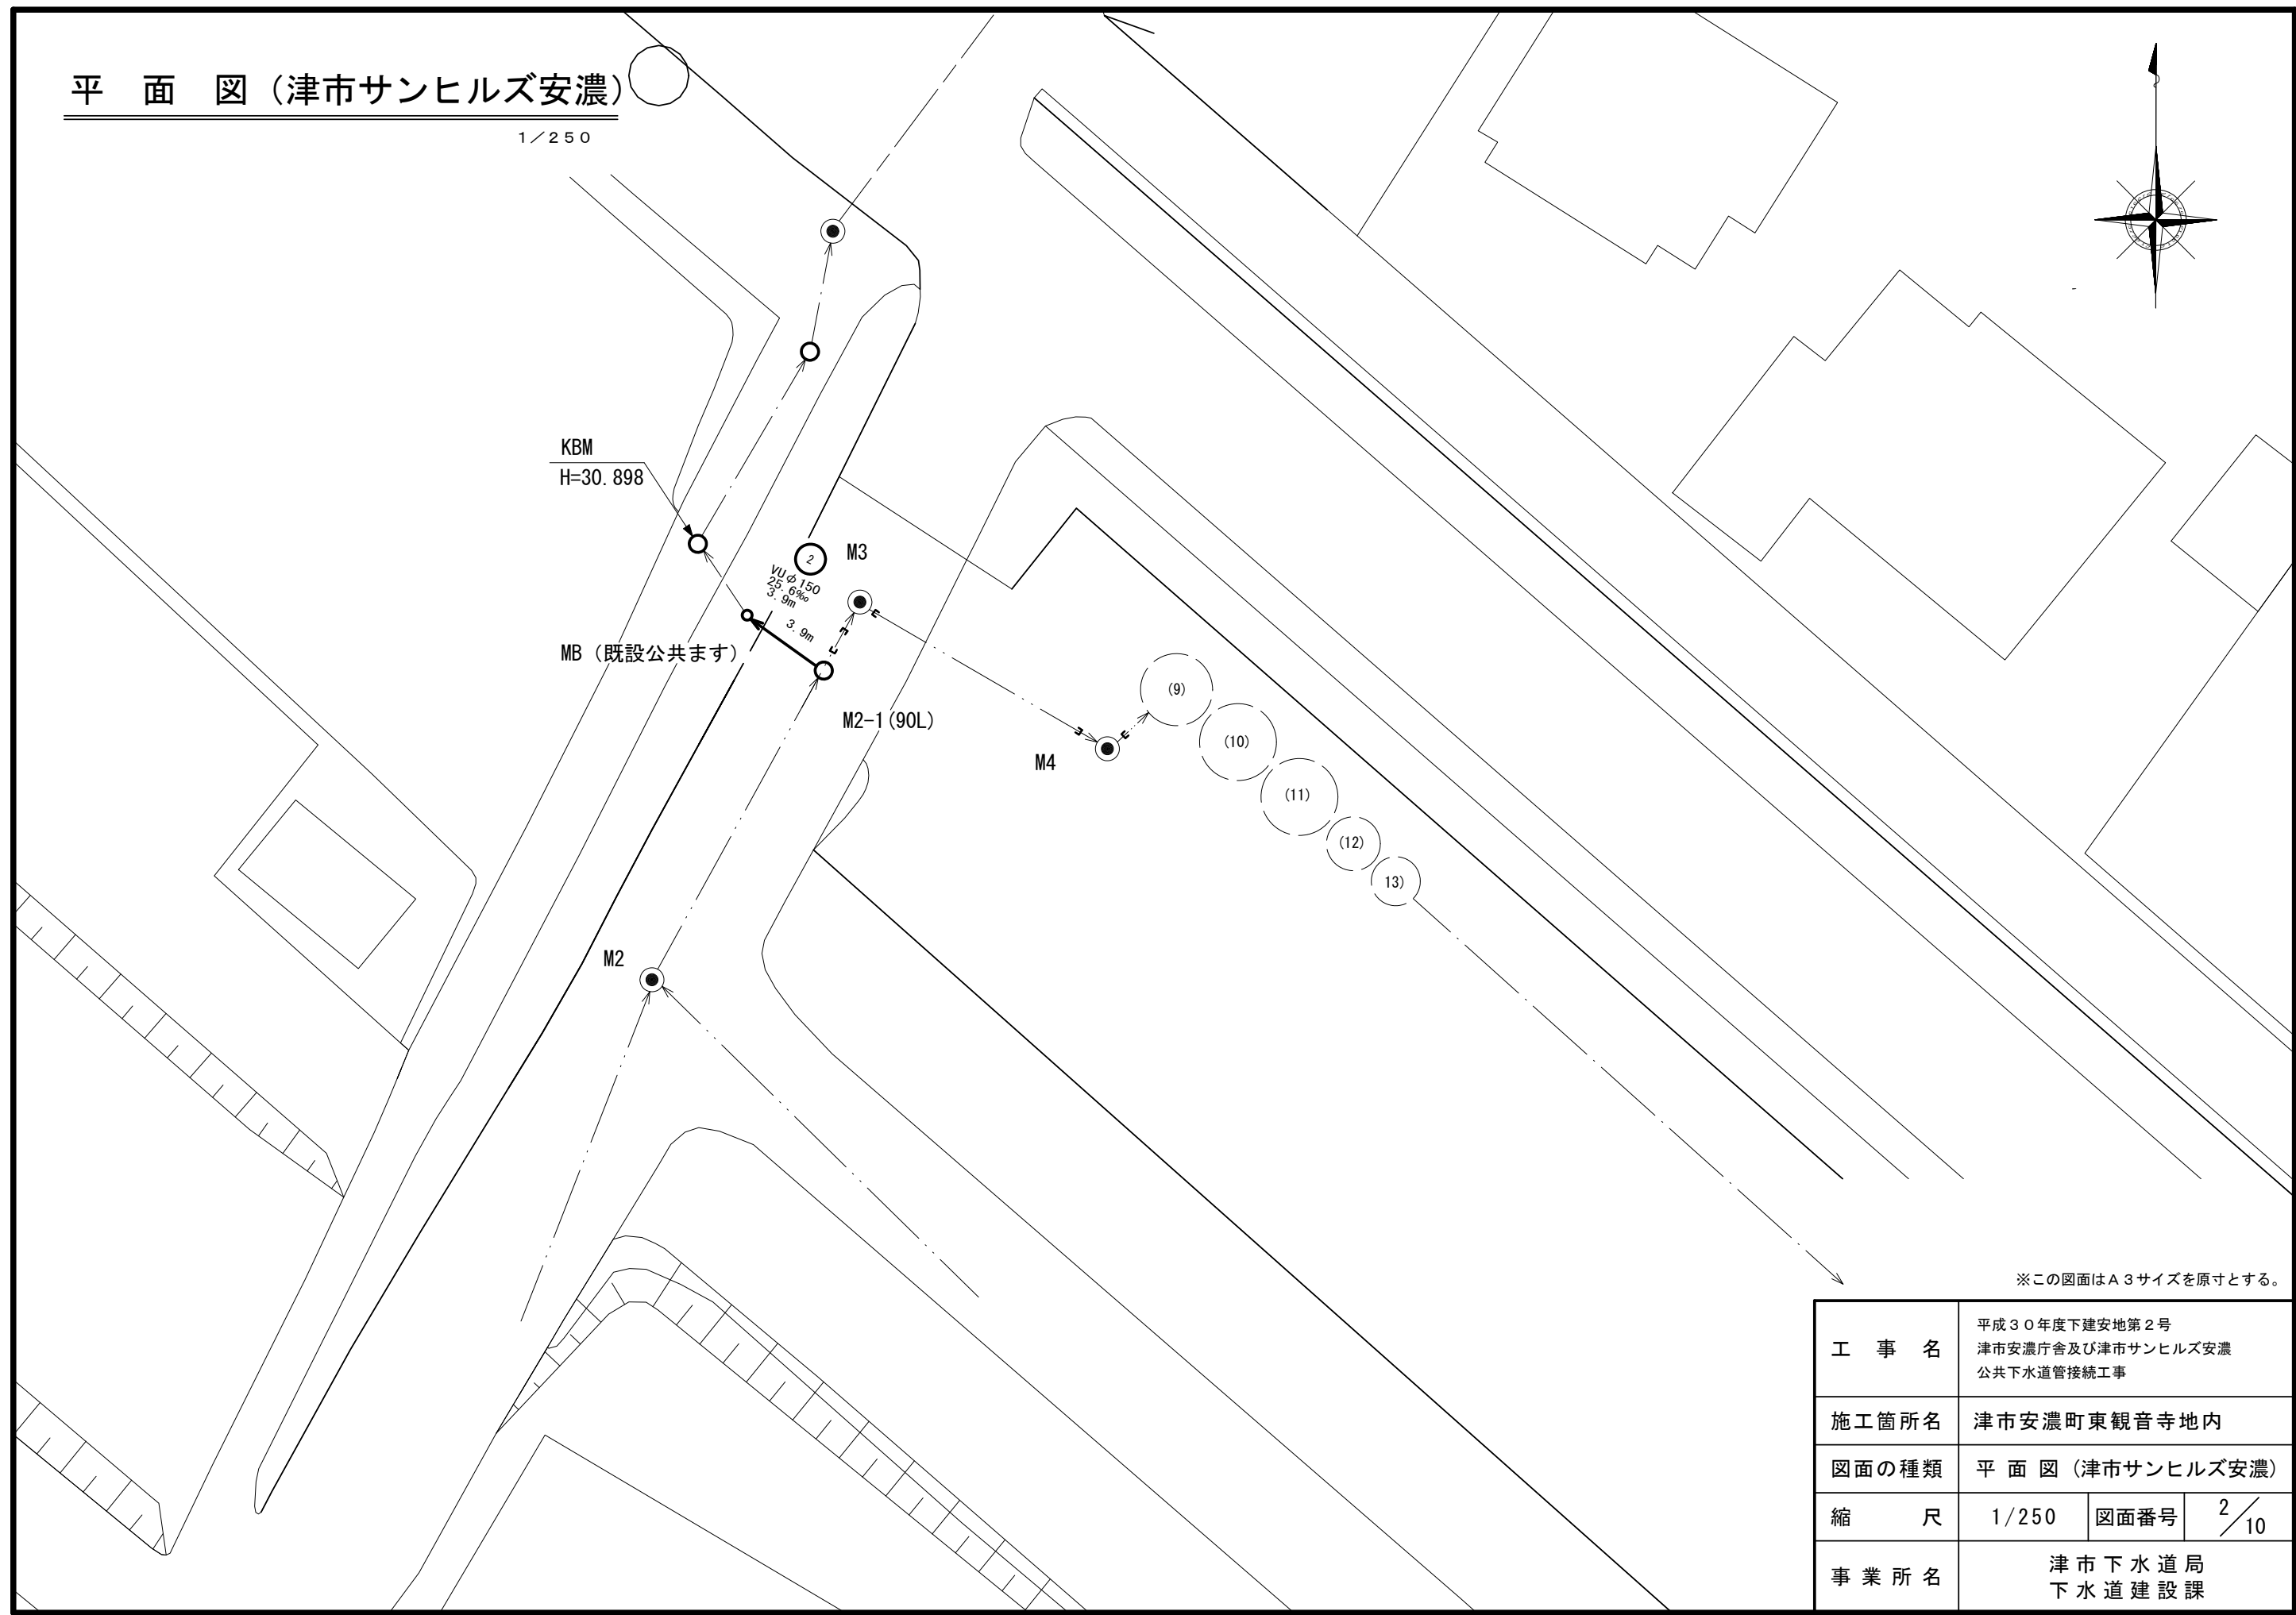 平 面 図（津市サンヒルズ安濃）
1／250
KBM
H=30.898
2
M3
VUφ150
25.6‰
3.9m
3.9m
MB（既設公共ます）
M2-1(90L)
M4
(9)
(10)
(11)
(12)
13)
M2
※この図面はA3サイズを原寸とする。
工 事 名
平成30年度下建安地第2号
津市安濃庁舎及び津市サンヒルズ安濃
公共下水道管接続工事
施工箇所名 津市安濃町東観音寺地内
図面の種類 平 面 図（津市サンヒルズ安濃）
縮 尺 1/250 図面番号 2／10
事 業 所 名
津 市 下 水 道 局
下 水 道 建 設 課